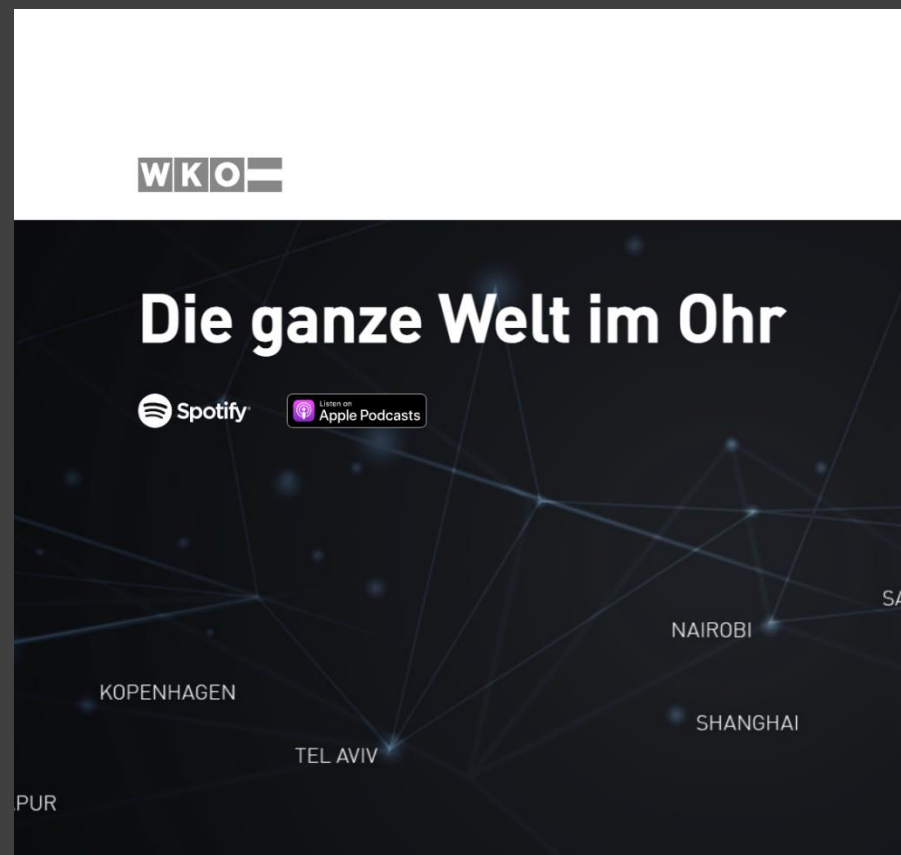 WKO
Die ganze Welt im Ohr
Spotify
Listen on
Apple Podcasts
NAIROBI
KOPENHAGEN
SHANGHAI
TEL AVIV